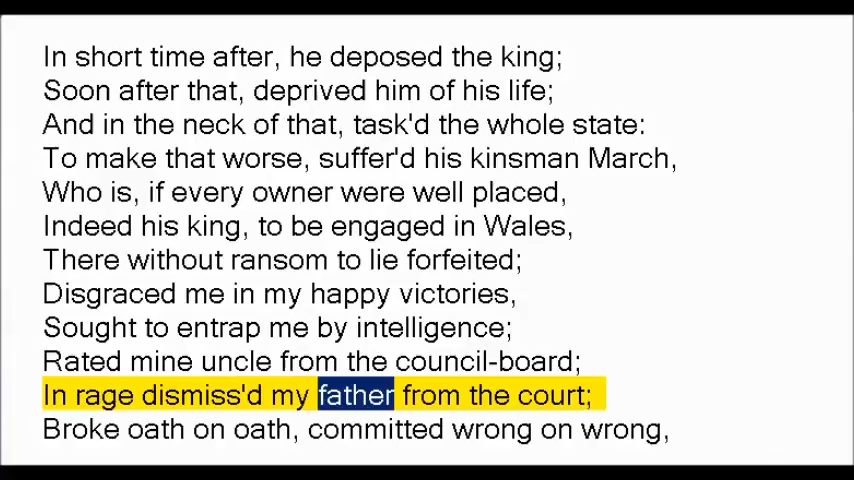 In short time after, he deposed the king;
Soon after that, deprived him of his life;
And in the neck of that, task'd the whole state:
To make that worse, suffer'd his kinsman March,
Who is, if every owner were well placed,
Indeed his king, to be engaged in Wales,
There without ransom to lie forfeited;
Disgraced me in my happy victories,
Sought to entrap me by intelligence;
Rated mine uncle from the council-board;
In rage dismiss'd my father from the court;
Broke oath on oath, committed wrong on wrong,